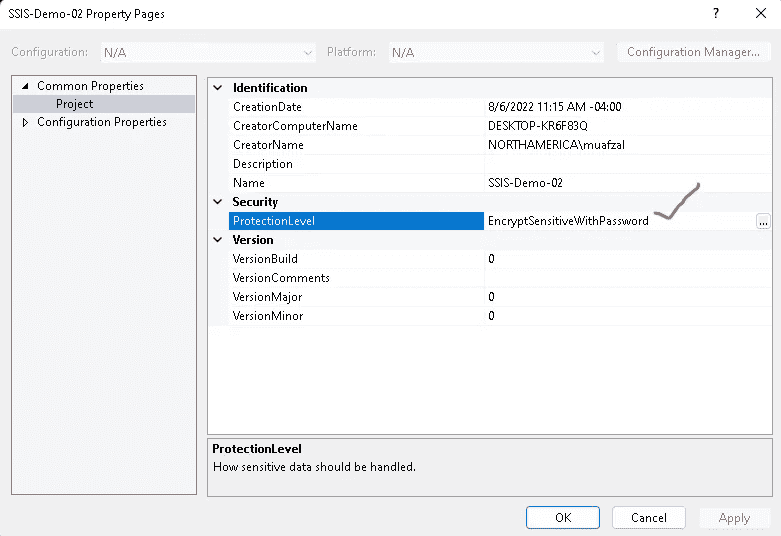 SSIS-Demo-02 Property Pages ?
Configuration: N/A Platform: N/A Configuration Manager...
Common Properties
Project
Configuration Properties
Identification
CreationDate 8/6/2022 11:15 AM -04:00
CreatorComputerName DESKTOP-KR6F83Q
CreatorName NORTHAMERICA\muafzal
Description
Name SSIS-Demo-02
Security
ProtectionLevel EncryptSensitiveWithPassword ...
Version
VersionBuild 0
VersionComments
VersionMajor 0
VersionMinor 0
ProtectionLevel
How sensitive data should be handled.
OK Cancel Apply